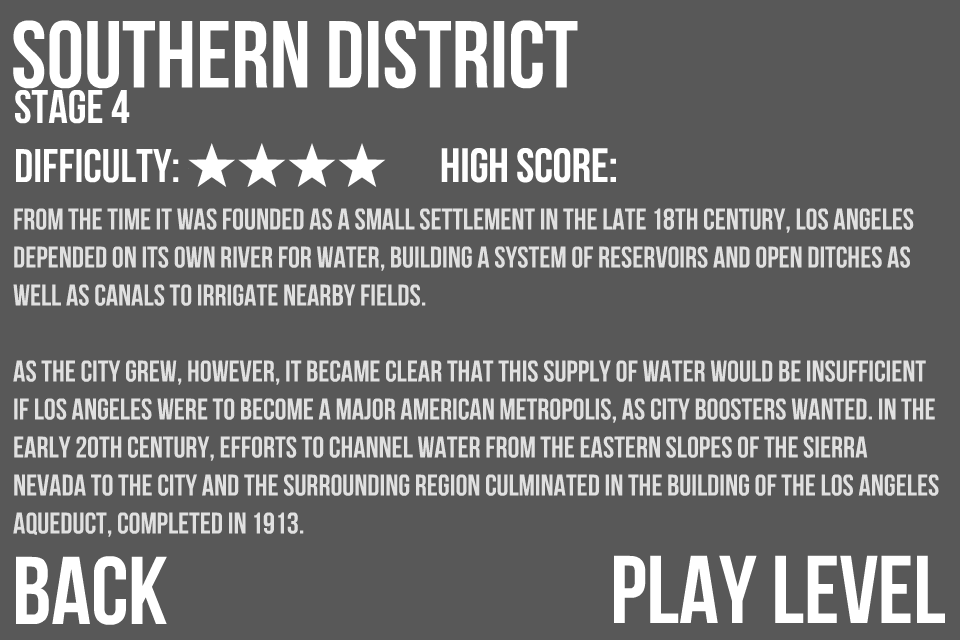 SOUTHERN DISTRICT
STAGE 4
DIFFICULTY: ★★★★ HIGH SCORE:
FROM THE TIME IT WAS FOUNDED AS A SMALL SETTLEMENT IN THE LATE 18TH CENTURY, LOS ANGELES
DEPENDED ON ITS OWN RIVER FOR WATER, BUILDING A SYSTEM OF RESERVOIRS AND OPEN DITCHES AS
WELL AS CANALS TO IRRIGATE NEARBY FIELDS.
AS THE CITY GREW, HOWEVER, IT BECAME CLEAR THAT THIS SUPPLY OF WATER WOULD BE INSUFFICIENT
IF LOS ANGELES WERE TO BECOME A MAJOR AMERICAN METROPOLIS, AS CITY BOOSTERS WANTED. IN THE
EARLY 20TH CENTURY, EFFORTS TO CHANNEL WATER FROM THE EASTERN SLOPES OF THE SIERRA
NEVADA TO THE CITY AND THE SURROUNDING REGION CULMINATED IN THE BUILDING OF THE LOS ANGELES
AQUEDUCT, COMPLETED IN 1913.
BACK PLAY LEVEL